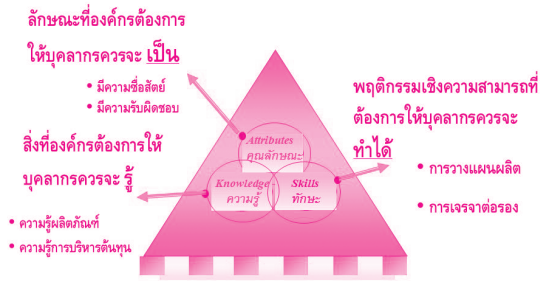 ลักษณะที่องค์กรต้องการ
ให้บุคลากรควรจะ เป็น
• มีความซื่อสัตย์
• มีความรับผิดชอบ
สิ่งที่องค์กรต้องการให้
บุคลากรควรจะ รู้
• ความรู้ผลิตภัณฑ์
• ความรู้การบริหารต้นทุน
Attributes
คุณลักษณะ
Knowledge
ความรู้
Skills
ทักษะ
พฤติกรรมเชิงความสามารถที่
ต้องการให้บุคลากรควรจะ
ทำได้
• การวางแผนผลิต
• การเจรจาต่อรอง